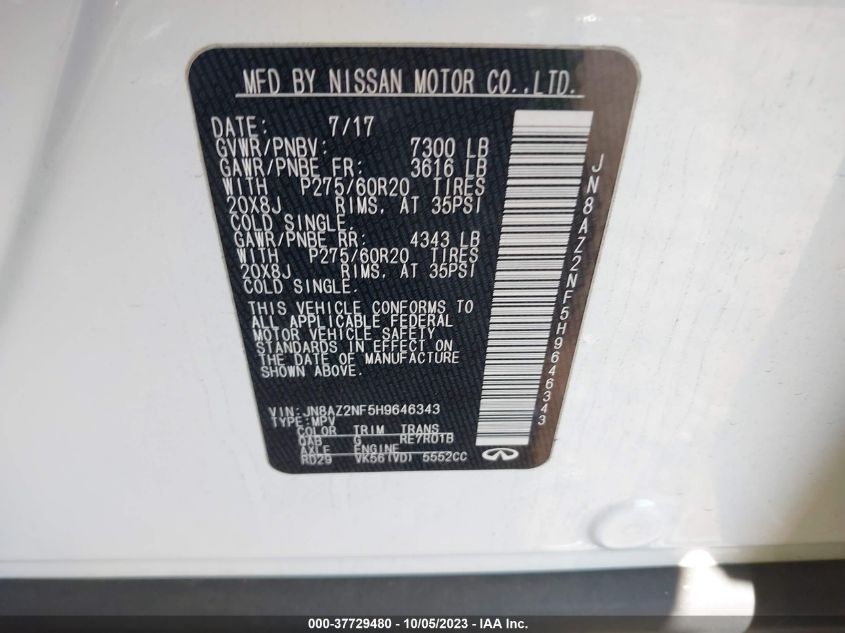 MFD BY NISSAN MOTOR CO.,LTD.
DATE: 7/17
GVWR/PNBV: 7300 LB
GAWR/PNBE FR: 3616 LB
WITH P275/60R20 TIRES
20X8J RIMS, AT 35PSI
COLD SINGLE.
GAWR/PNBE RR: 4343 LB
WITH P275/60R20 TIRES
20X8J RIMS, AT 35PSI
COLD SINGLE.
THIS VEHICLE CONFORMS TO
ALL APPLICABLE FEDERAL
MOTOR VEHICLE SAFETY
STANDARDS IN EFFECT ON
THE DATE OF MANUFACTURE
SHOWN ABOVE.
VIN: JN8AZ2NF5H9646343
TYPE: MPV
COLOR TRIM TRANS
QAB G RE7R01B
AXLE ENGINE
RD29 VK56(VD) 5552CC
JN8AZ2NF5H9646343
000-37729480 - 10/05/2023 - IAA Inc.